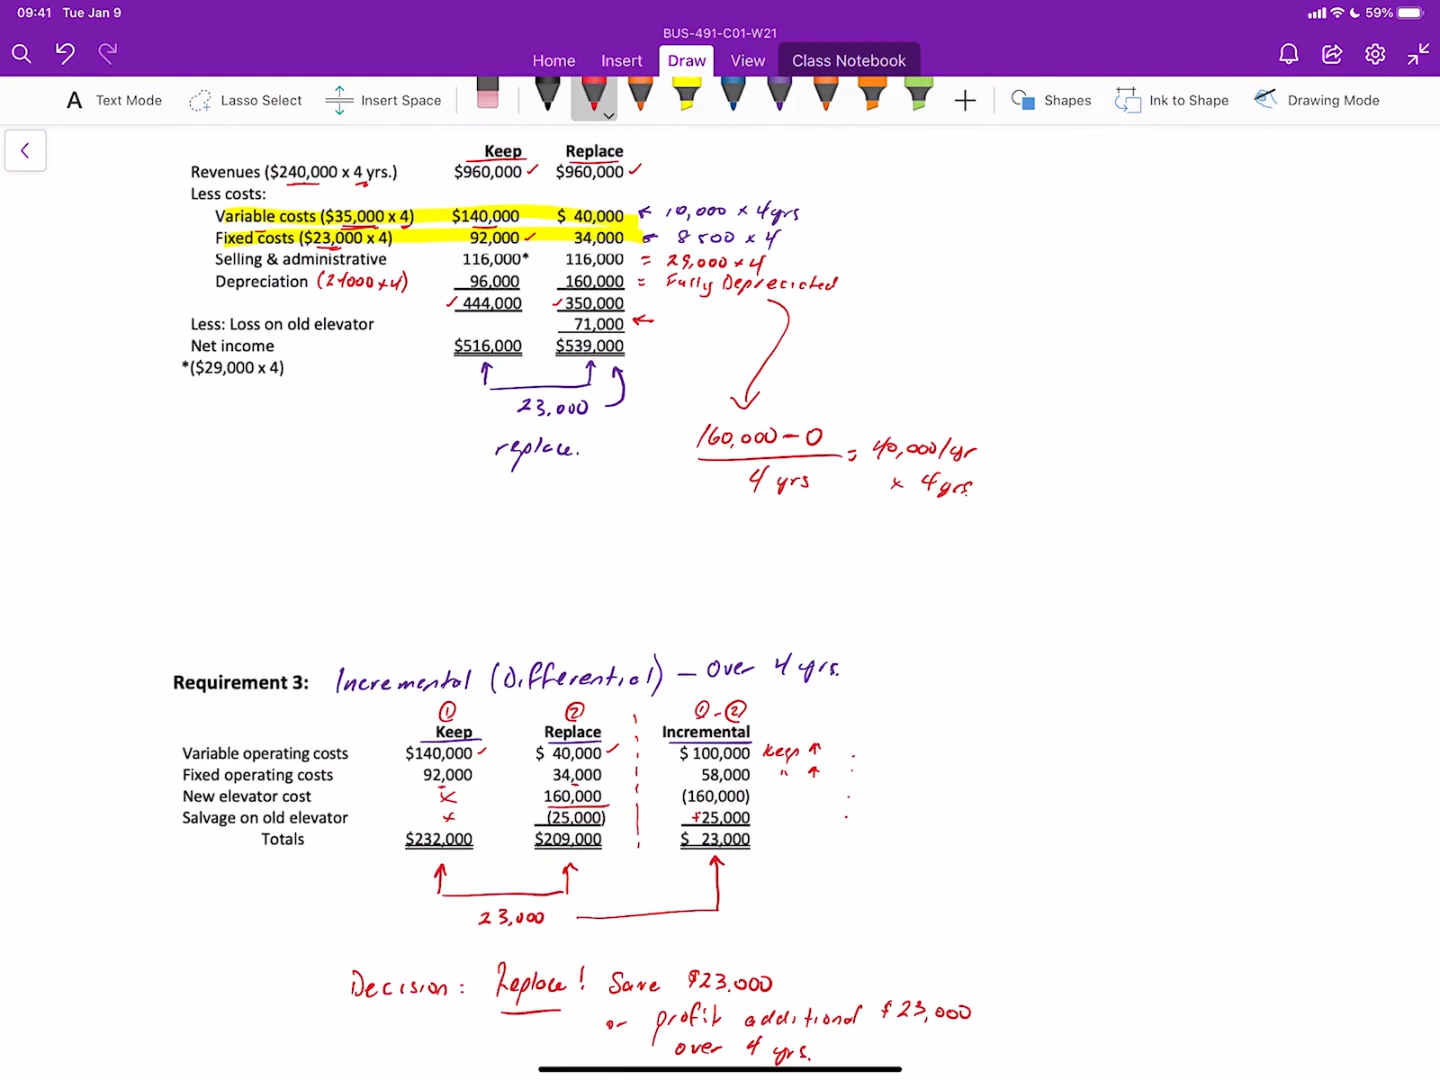 09:41 Tue Jan 9 59%
BUS-491-C01-W21
Home Insert Draw View Class Notebook
A Text Mode Lasso Select Insert Space Shapes Ink to Shape Drawing Mode
Keep Replace
Revenues ($240,000 x 4 yrs.) $960,000 ✓ $960,000 ✓
Less costs:
Variable costs ($35,000 x 4) $140,000 $ 40,000 ← 10,000 x 4yrs
Fixed costs ($23,000 x 4) 92,000 ✓ 34,000 ← 8500 x 4
Selling & administrative 116,000* 116,000 = 29,000 x 4
Depreciation (24000 x 4) 96,000 160,000 = Fully Depreciated
✓ 444,000 ✓ 350,000
Less: Loss on old elevator 71,000 ←
Net income $516,000 $539,000
*($29,000 x 4)
23,000
replace.
160,000 - 0 = 40,000/yr
4 yrs x 4 yrs.
Requirement 3: Incremental (Differential) - Over 4 yrs.
① ② ① - ②
Keep Replace Incremental
Variable operating costs $140,000 ✓ $ 40,000 ✓ $ 100,000 Keep ↑
Fixed operating costs 92,000 34,000 58,000 " ↑
New elevator cost x 160,000 (160,000)
Salvage on old elevator x (25,000) +25,000
Totals $232,000 $209,000 $ 23,000
23,000
Decision: Replace! Save $23,000
or profit additional $23,000
over 4 yrs.